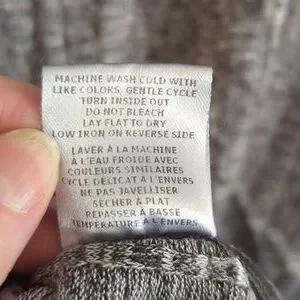 MACHINE WASH COLD WITH
LIKE COLORS, GENTLE CYCLE
TURN INSIDE OUT
DO NOT BLEACH
LAY FLAT TO DRY
LOW IRON ON REVERSE SIDE
LAVER À LA MACHINE
À L'EAU FROIDE AVEC
COULEURS SIMILAIRES
CYCLE DÉLICAT À L'ENVERS
NE PAS JAVELLISER
SÉCHER À PLAT
REPASSER À BASSE
TEMPÉRATURE À L'ENVERS